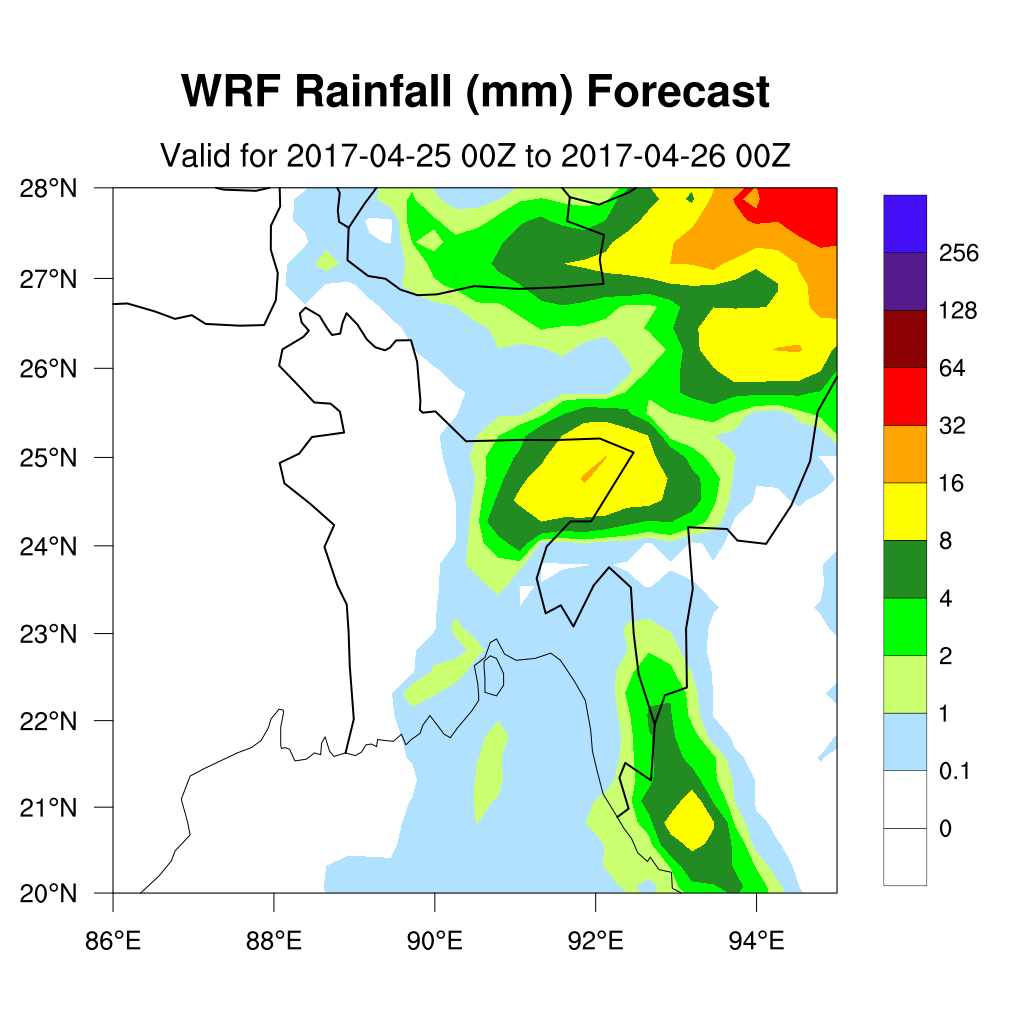 WRF Rainfall (mm) Forecast
Valid for 2017-04-25 00Z to 2017-04-26 00Z
28°N
27°N
26°N
25°N
24°N
23°N
22°N
21°N
20°N
86°E
88°E
90°E
92°E
94°E
256
128
64
32
16
8
4
2
1
0.1
0